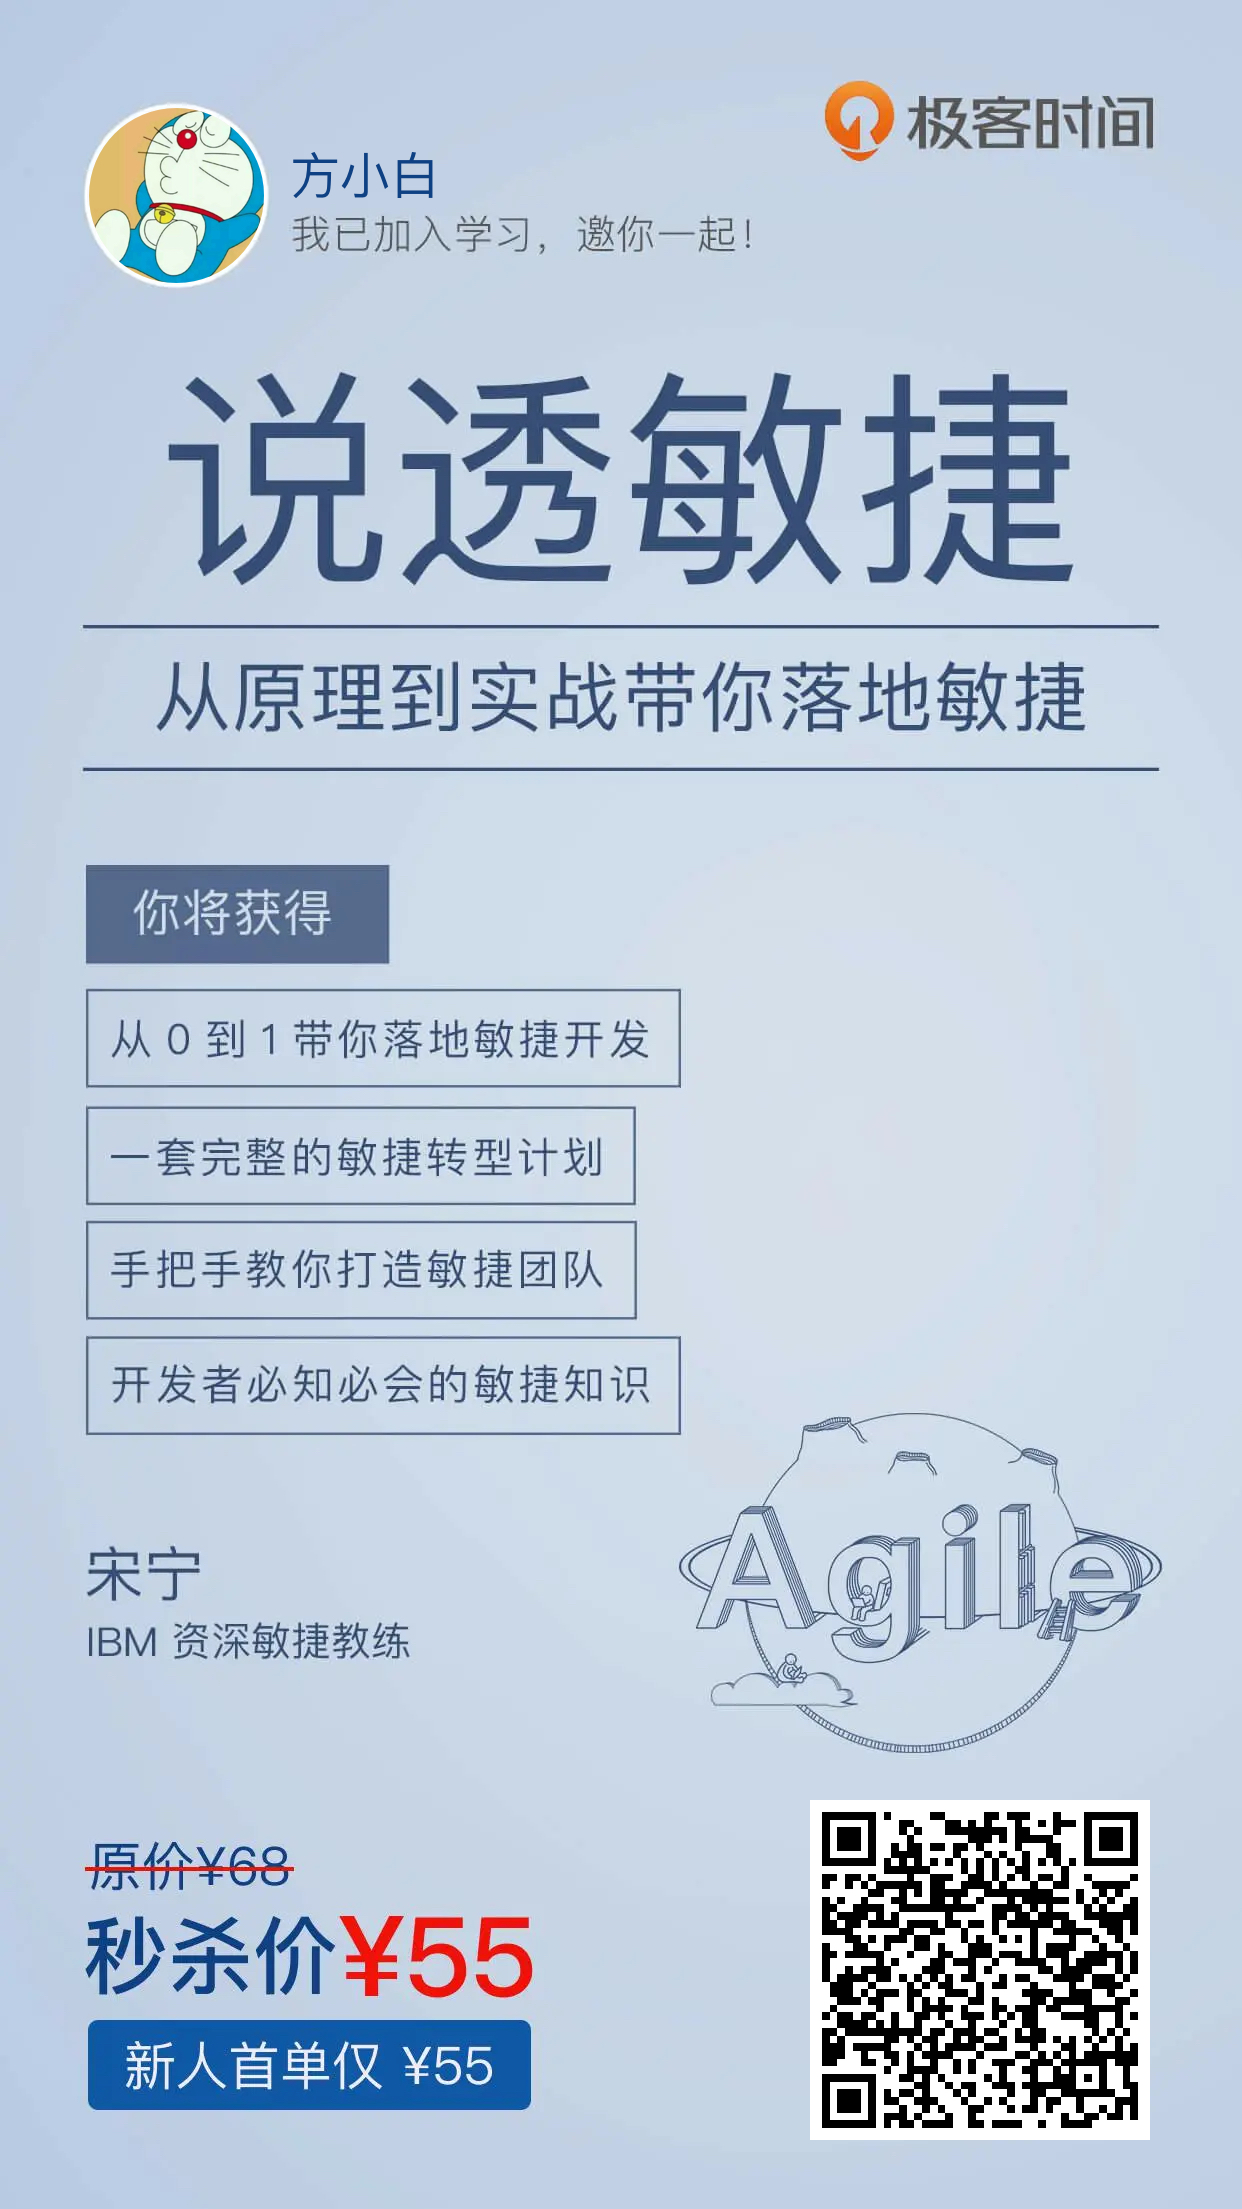 极客时间
方小白
我已加入学习，邀你一起！
说透敏捷
从原理到实战带你落地敏捷
你将获得
从 0 到 1 带你落地敏捷开发
一套完整的敏捷转型计划
手把手教你打造敏捷团队
开发者必知必会的敏捷知识
Agile
宋宁
IBM 资深敏捷教练
原价¥68
秒杀价¥55
新人首单仅 ¥55